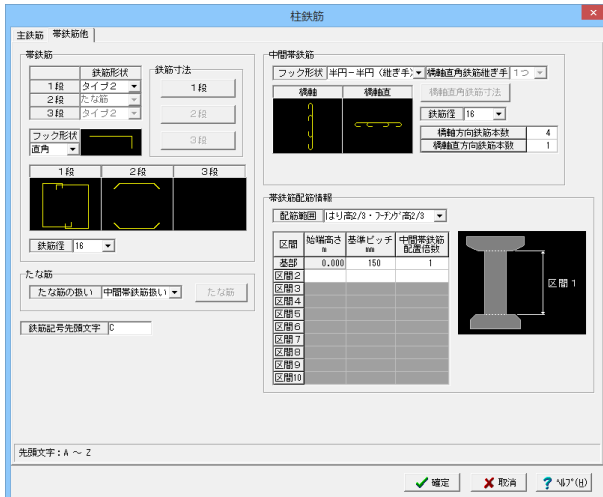 柱鉄筋
主鉄筋 帯鉄筋他
帯鉄筋
鉄筋形状
1段 タイプ2
2段 たな筋
3段 タイプ2
鉄筋寸法
1段
2段
3段
フック形状
直角
1段 2段 3段
鉄筋径 16
たな筋
たな筋の扱い 中間帯鉄筋扱い たな筋
鉄筋記号先頭文字 C
中間帯鉄筋
フック形状 半円-半円(継ぎ手) 橋軸直角鉄筋継ぎ手 1つ
橋軸 橋軸直
橋軸直角鉄筋寸法
鉄筋径 16
橋軸方向鉄筋本数 4
橋軸直方向鉄筋本数 1
帯鉄筋配筋情報
配筋範囲 はり高2/3・フーチング高2/3
区間 始端高さ m 基準ピッチ mm 中間帯鉄筋配置倍数
基部 0.000 150 1
区間2
区間3
区間4
区間5
区間6
区間7
区間8
区間9
区間10
区間1
先頭文字:A ～ Z
確定 取消 ヘルプ(H)